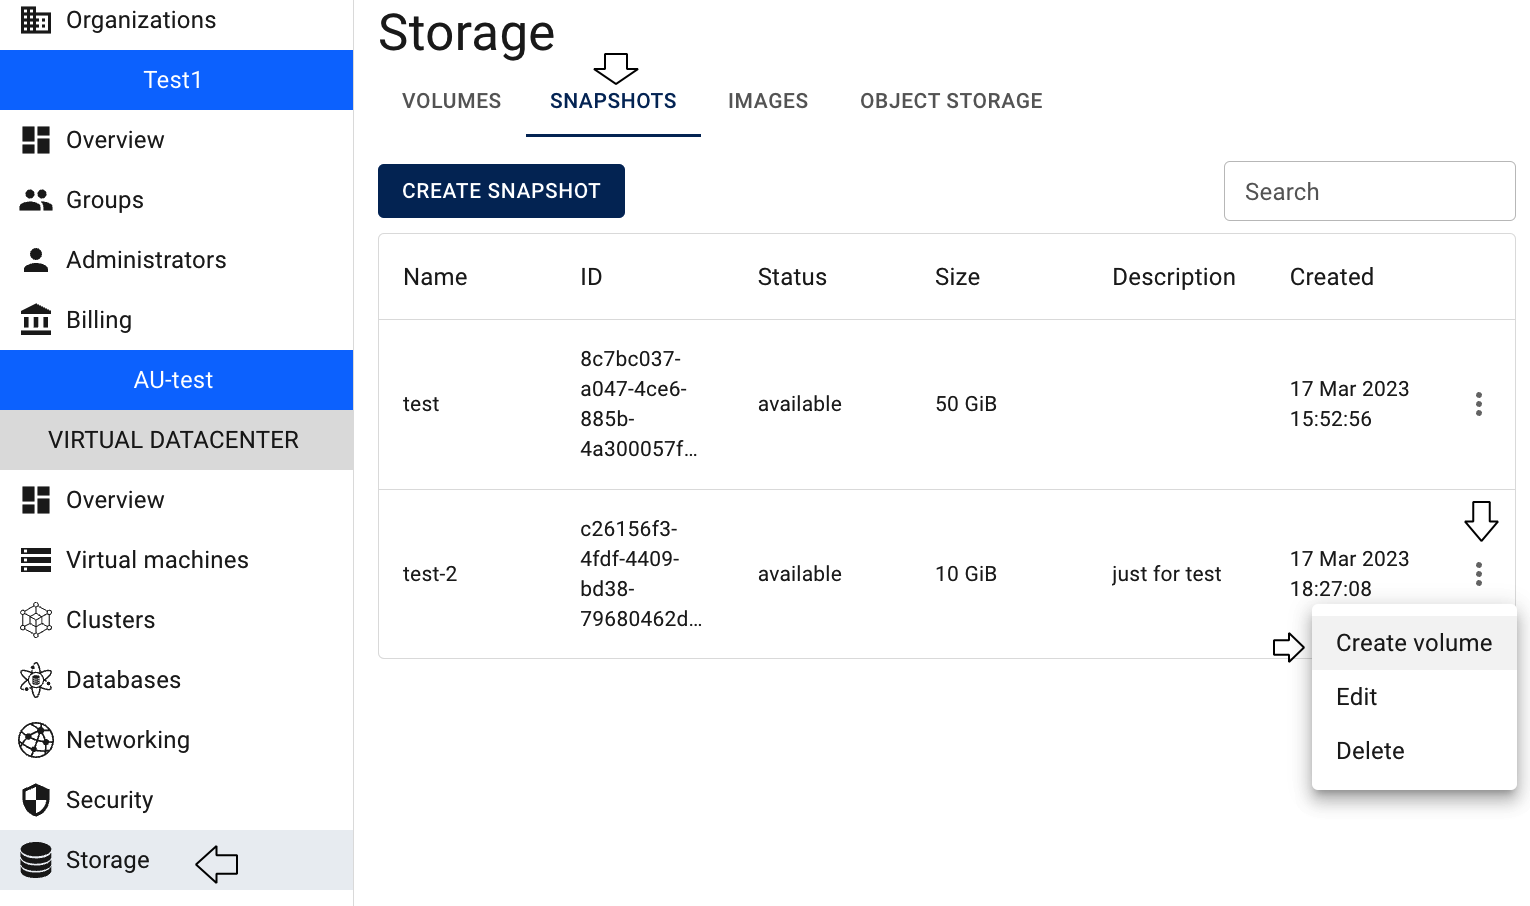 Organizations
Test1
Overview
Groups
Administrators
Billing
AU-test
VIRTUAL DATACENTER
Overview
Virtual machines
Clusters
Databases
Networking
Security
Storage
Storage
VOLUMES SNAPSHOTS IMAGES OBJECT STORAGE
CREATE SNAPSHOT
Search
Name ID Status Size Description Created
test
8c7bc037-
a047-4ce6-
885b-
4a300057f...
available
50 GiB
17 Mar 2023
15:52:56
test-2
c26156f3-
4fdf-4409-
bd38-
79680462d...
available
10 GiB
just for test
17 Mar 2023
18:27:08
Create volume
Edit
Delete